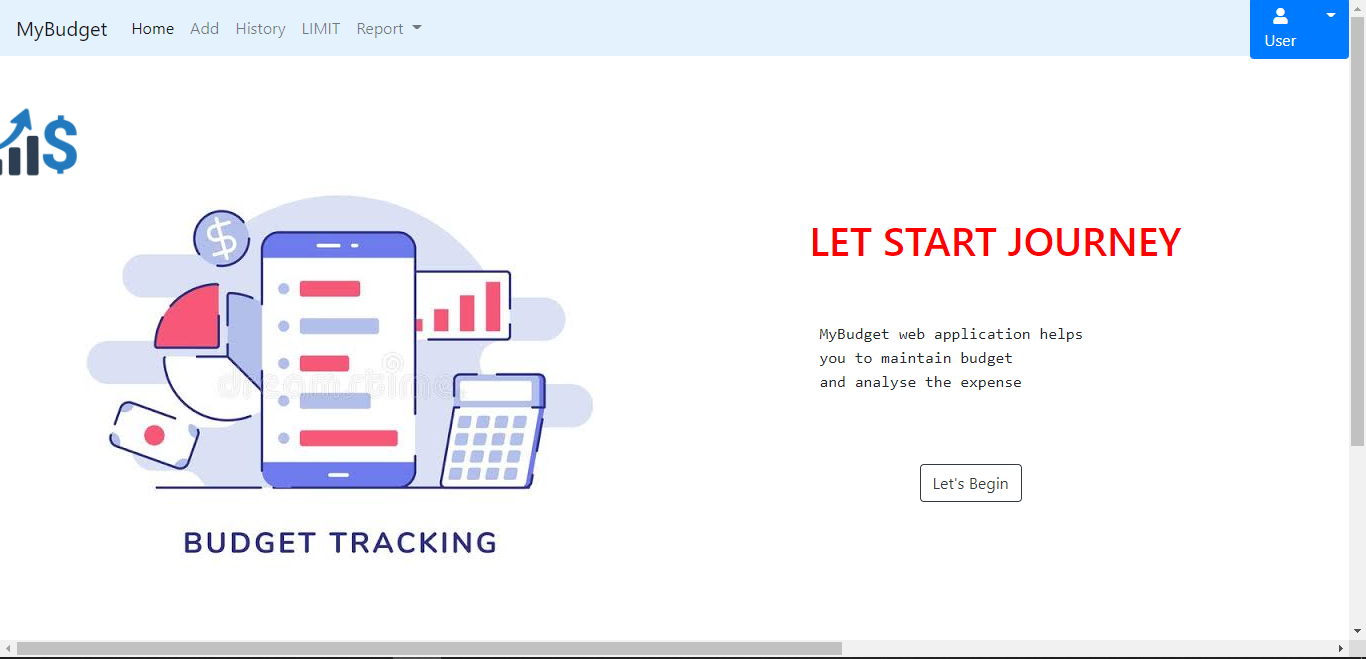 MyBudget Home Add History LIMIT Report
User
$
$
LET START JOURNEY
MyBudget web application helps
you to maintain budget
and analyse the expense
dreamstime.
Let's Begin
BUDGET TRACKING